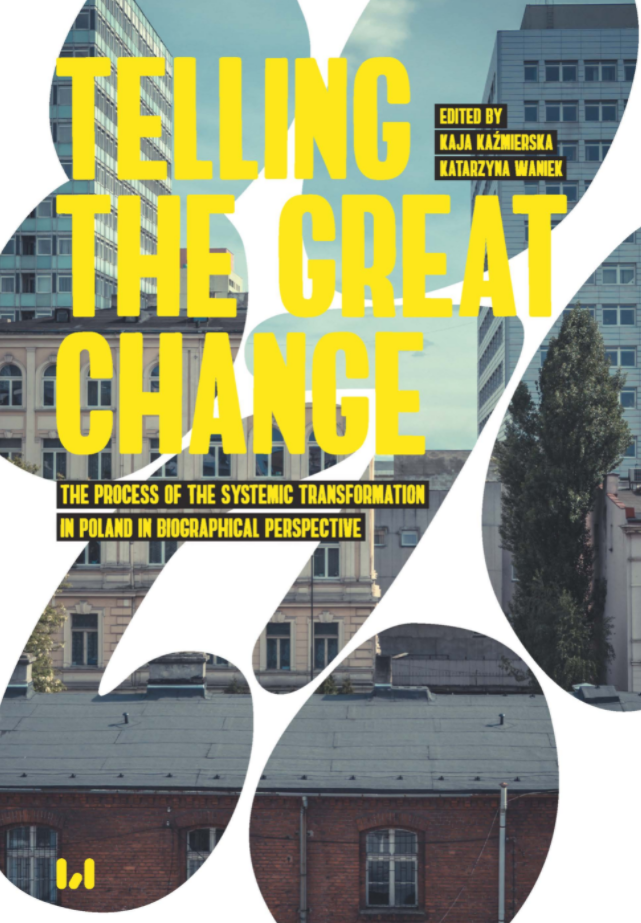 TELLING
THE GREAT
CHANGE
EDITED BY
KAJA KAŹMIERSKA
KATARZYNA WANIEK
THE PROCESS OF THE SYSTEMIC TRANSFORMATION
IN POLAND IN BIOGRAPHICAL PERSPECTIVE